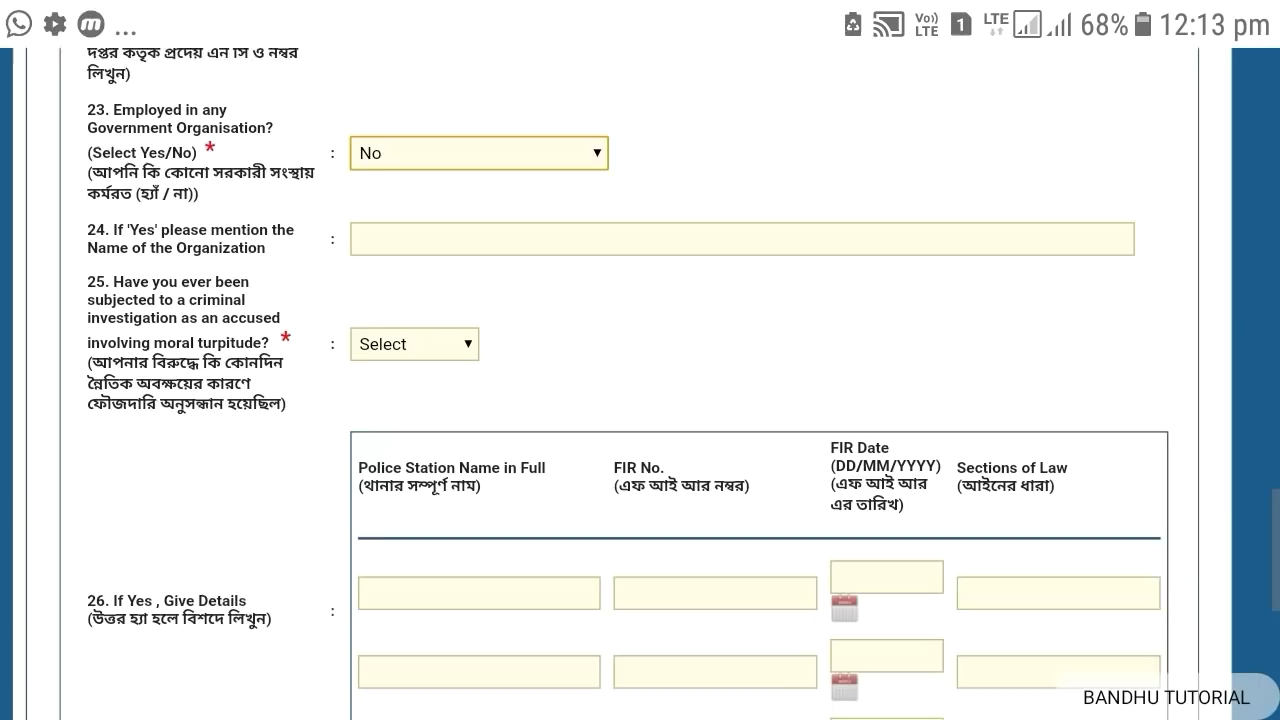 ... Vo)) LTE 1 LTE 68% 12:13 pm
দপ্তর কতৃক প্রদেয় এন সি ও নম্বর
লিখুন)
23. Employed in any
Government Organisation?
(Select Yes/No) * : No
(আপনি কি কোনো সরকারী সংস্থায়
কর্মরত (হ্যাঁ / না))
24. If 'Yes' please mention the
Name of the Organization :
25. Have you ever been
subjected to a criminal
investigation as an accused
involving moral turpitude? * : Select
(আপনার বিরুদ্ধে কি কোনদিন
নৈতিক অবক্ষয়ের কারণে
ফৌজদারি অনুসন্ধান হয়েছিল)
Police Station Name in Full
(থানার সম্পূর্ণ নাম)
FIR No.
(এফ আই আর নম্বর)
FIR Date
(DD/MM/YYYY)
(এফ আই আর
এর তারিখ)
Sections of Law
(আইনের ধারা)
26. If Yes , Give Details :
(উত্তর হ্যা হলে বিশদে লিখুন)
BANDHU TUTORIAL